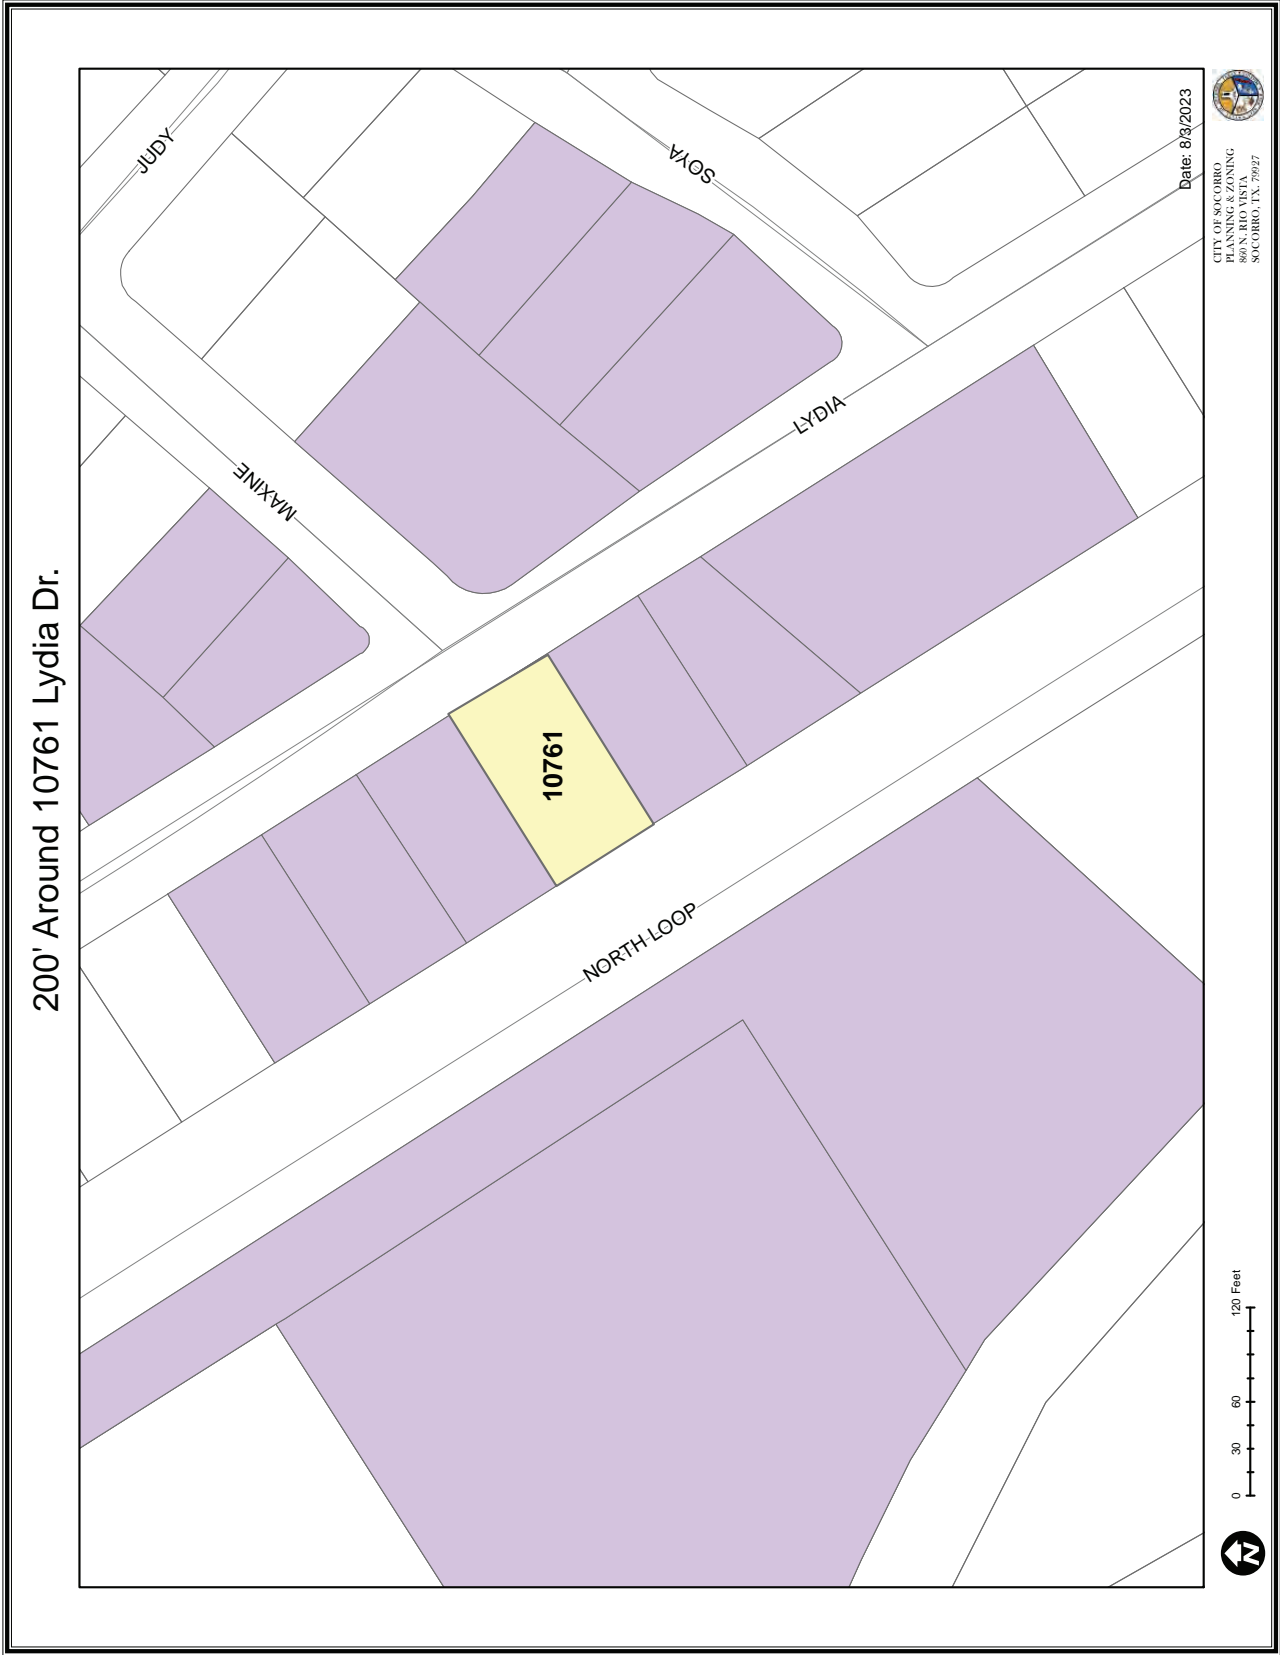 200' Around 10761 Lydia Dr.
JUDY
SOYA
MAXINE
LYDIA
10761
NORTH LOOP
Date: 8/3/2023
CITY OF SOCORRO
PLANNING & ZONING
860 N. RIO VISTA
SOCORRO, TX. 79927
0 30 60 120 Feet
N